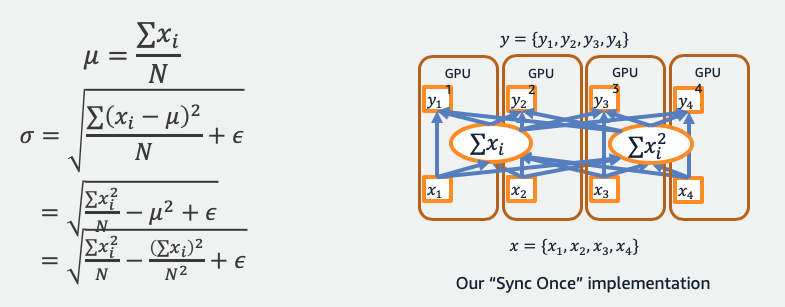 μ = ∑xᵢ / N
σ = √(∑(xᵢ − μ)² / N + ϵ)
= √(∑xᵢ² / N − μ² + ϵ)
= √(∑xᵢ² / N − (∑xᵢ)² / N² + ϵ)
y = {y₁, y₂, y₃, y₄}
GPU 1
GPU 2
GPU 3
GPU 4
y₁ y₂ y₃ y₄
∑xᵢ ∑xᵢ²
x₁ x₂ x₃ x₄
x = {x₁, x₂, x₃, x₄}
Our “Sync Once” implementation